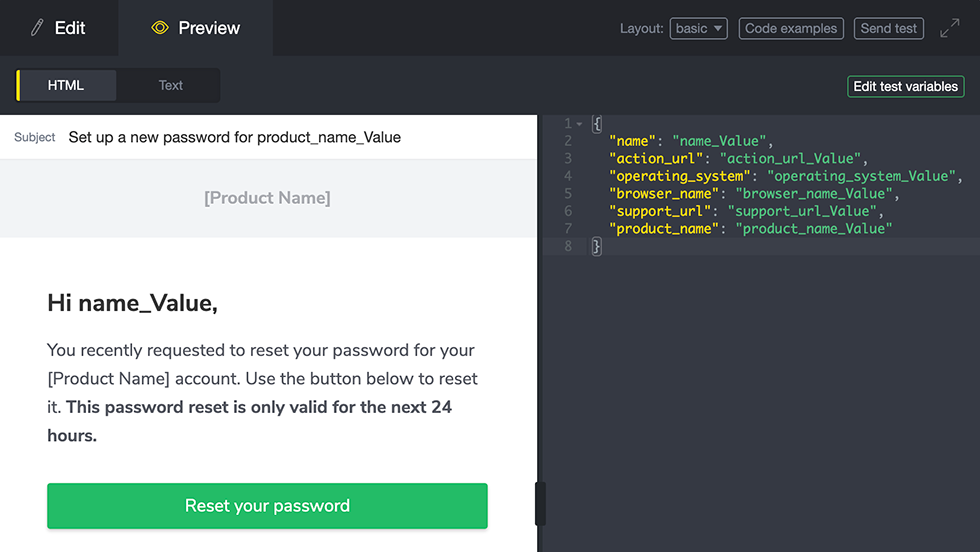 Edit
Preview
Layout:
basic
Code examples
Send test
HTML
Text
Edit test variables
Subject
Set up a new password for product_name_Value
[Product Name]
Hi name_Value,
You recently requested to reset your password for your
[Product Name] account. Use the button below to reset
it. This password reset is only valid for the next 24
hours.
Reset your password
1 {
2 "name": "name_Value",
3 "action_url": "action_url_Value",
4 "operating_system": "operating_system_Value",
5 "browser_name": "browser_name_Value",
6 "support_url": "support_url_Value",
7 "product_name": "product_name_Value"
8 }